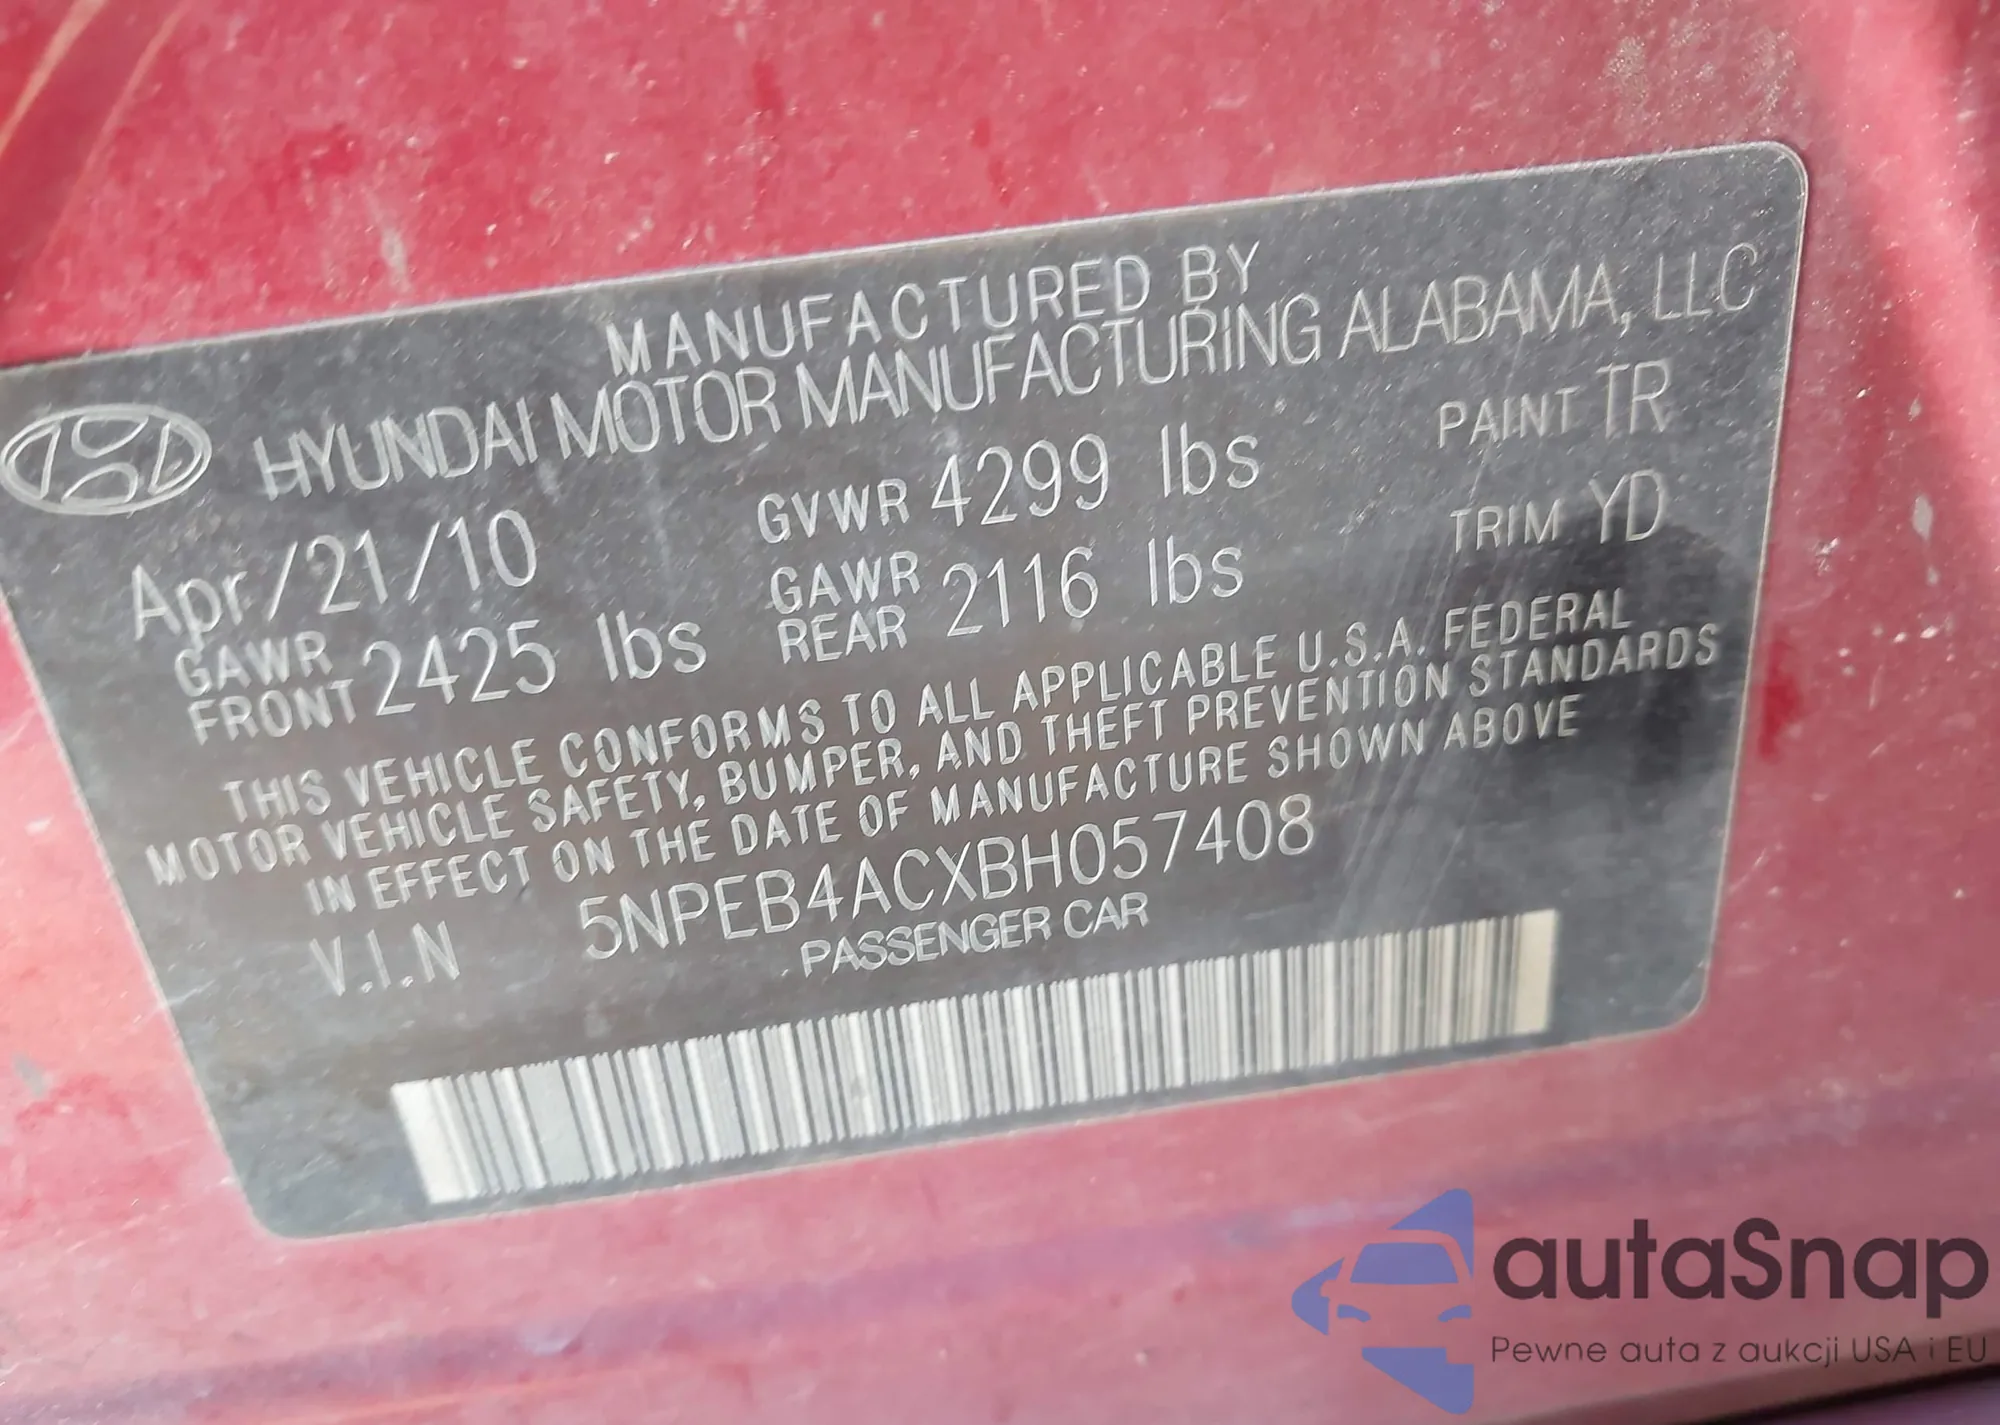 MANUFACTURED BY
HYUNDAI MOTOR MANUFACTURING ALABAMA, LLC
Apr/21/10 GVWR 4299 lbs PAINT TR
GAWR FRONT 2425 lbs GAWR REAR 2116 lbs TRIM YD
THIS VEHICLE CONFORMS TO ALL APPLICABLE U.S.A. FEDERAL
MOTOR VEHICLE SAFETY, BUMPER, AND THEFT PREVENTION STANDARDS
IN EFFECT ON THE DATE OF MANUFACTURE SHOWN ABOVE
V.I.N 5NPEB4ACXBH057408
PASSENGER CAR
autaSnap
Pewne auta z aukcji USA i EU